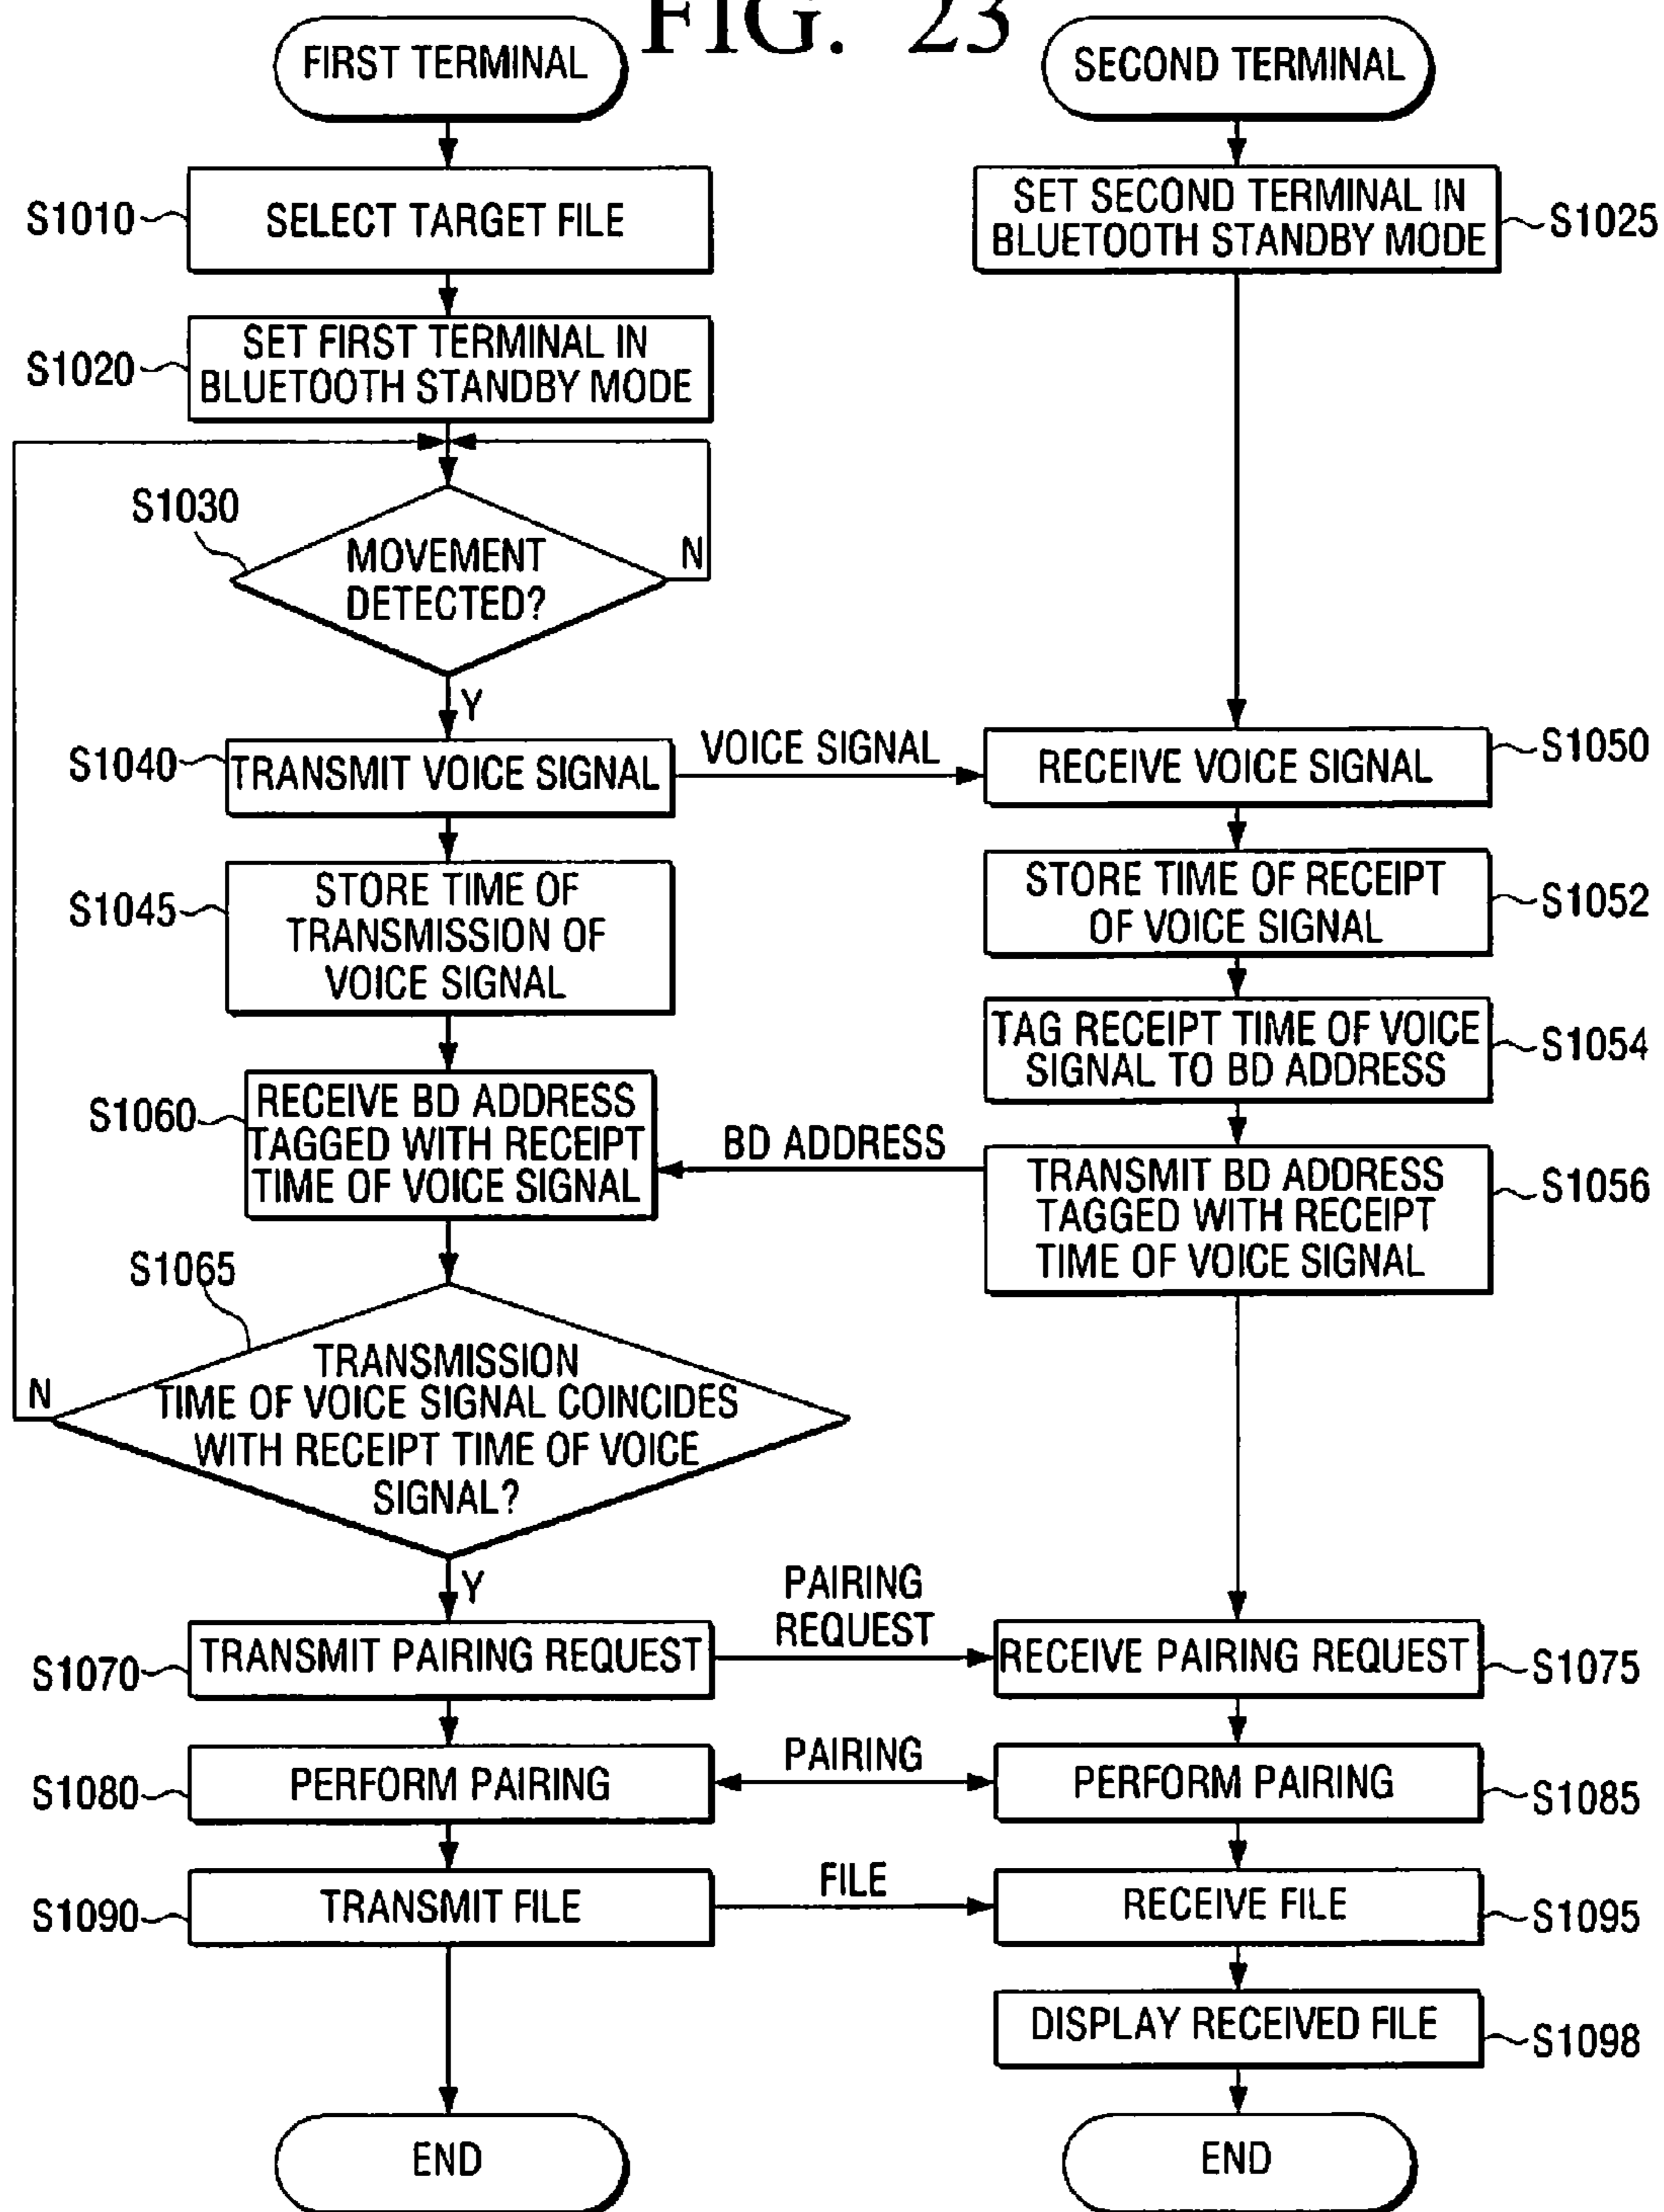 FIG. 23
FIRST TERMINAL
SECOND TERMINAL
S1010
SELECT TARGET FILE
SET SECOND TERMINAL IN
BLUETOOTH STANDBY MODE
S1025
S1020
SET FIRST TERMINAL IN
BLUETOOTH STANDBY MODE
S1030
MOVEMENT
DETECTED?
N
Y
S1040
TRANSMIT VOICE SIGNAL
VOICE SIGNAL
RECEIVE VOICE SIGNAL
S1050
S1045
STORE TIME OF
TRANSMISSION OF
VOICE SIGNAL
STORE TIME OF RECEIPT
OF VOICE SIGNAL
S1052
TAG RECEIPT TIME OF VOICE
SIGNAL TO BD ADDRESS
S1054
S1060
RECEIVE BD ADDRESS
TAGGED WITH RECEIPT
TIME OF VOICE SIGNAL
BD ADDRESS
TRANSMIT BD ADDRESS
TAGGED WITH RECEIPT
TIME OF VOICE SIGNAL
S1056
S1065
TRANSMISSION
TIME OF VOICE SIGNAL COINCIDES
WITH RECEIPT TIME OF VOICE
SIGNAL?
N
Y
S1070
TRANSMIT PAIRING REQUEST
PAIRING
REQUEST
RECEIVE PAIRING REQUEST
S1075
S1080
PERFORM PAIRING
PAIRING
PERFORM PAIRING
S1085
S1090
TRANSMIT FILE
FILE
RECEIVE FILE
S1095
DISPLAY RECEIVED FILE
S1098
END
END